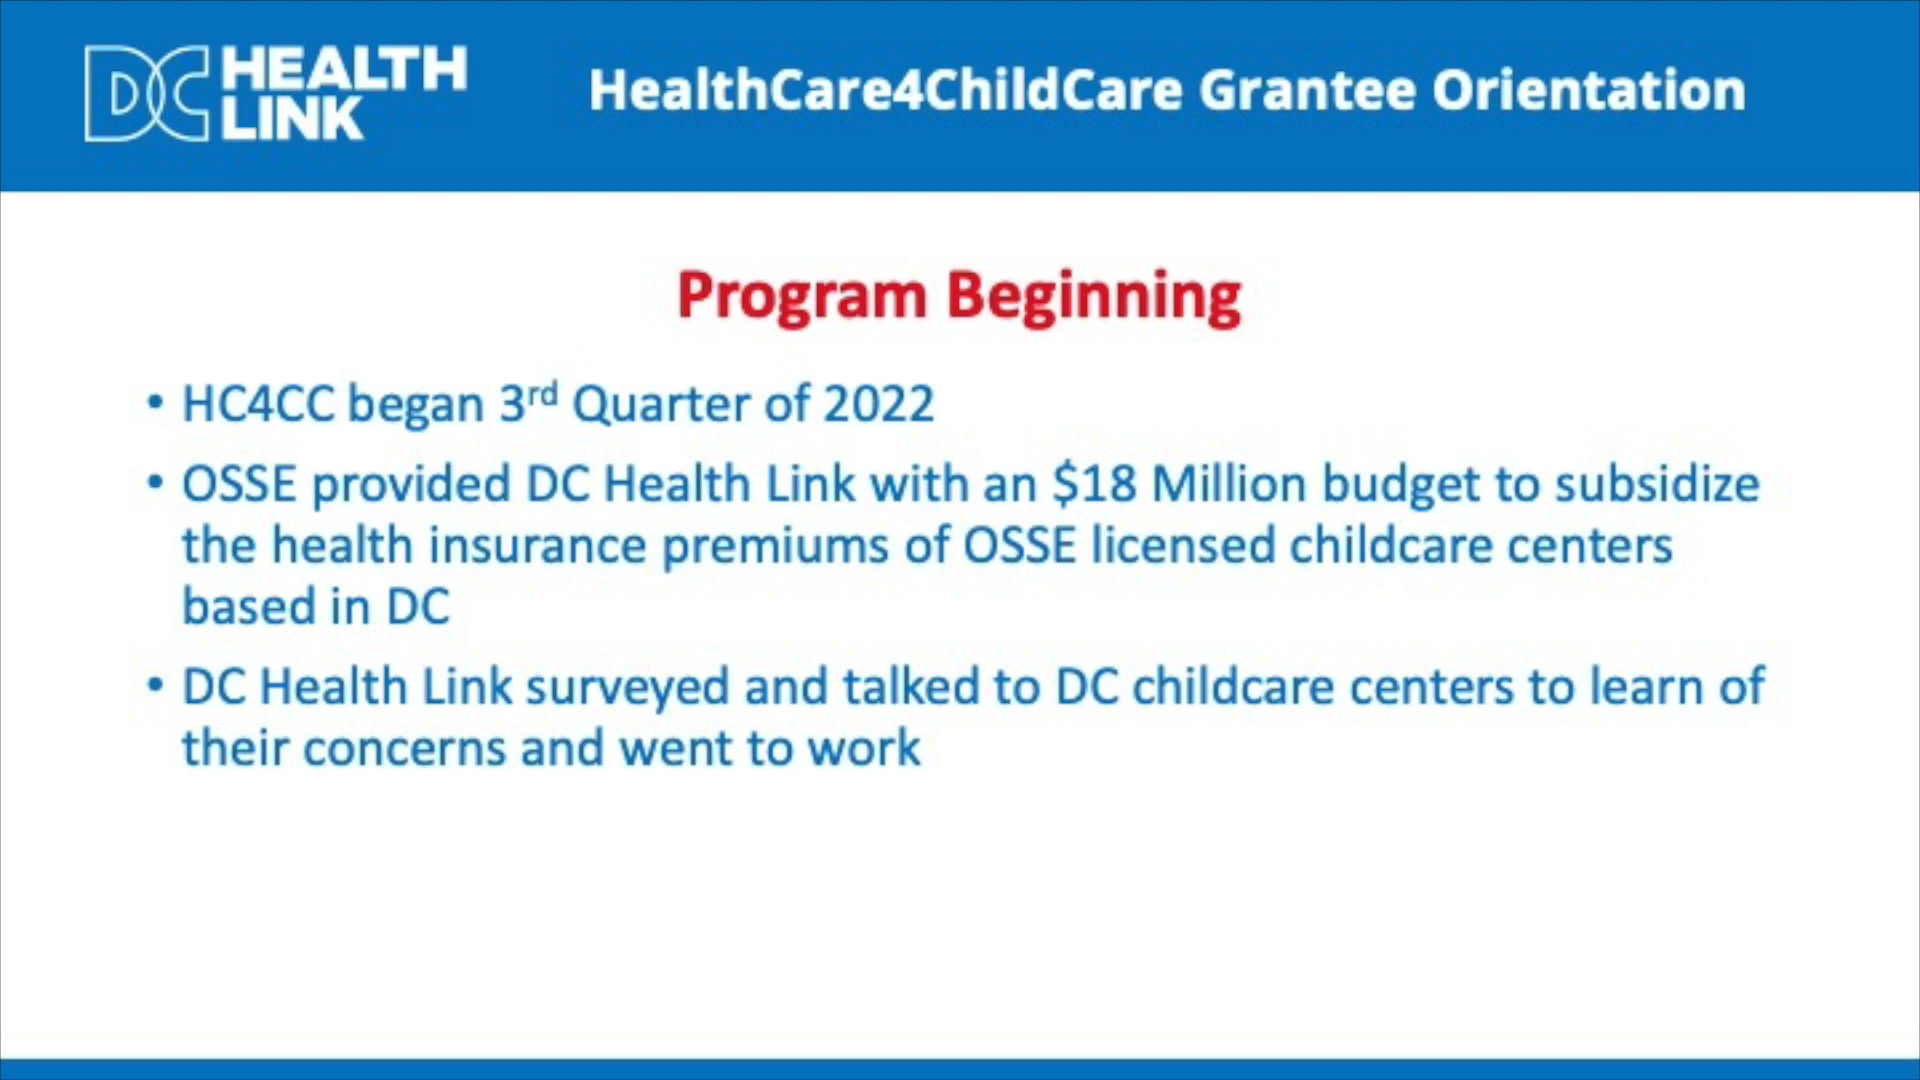 DC HEALTH
LINK
HealthCare4ChildCare Grantee Orientation
Program Beginning
• HC4CC began 3rd Quarter of 2022
• OSSE provided DC Health Link with an $18 Million budget to subsidize
the health insurance premiums of OSSE licensed childcare centers
based in DC
• DC Health Link surveyed and talked to DC childcare centers to learn of
their concerns and went to work